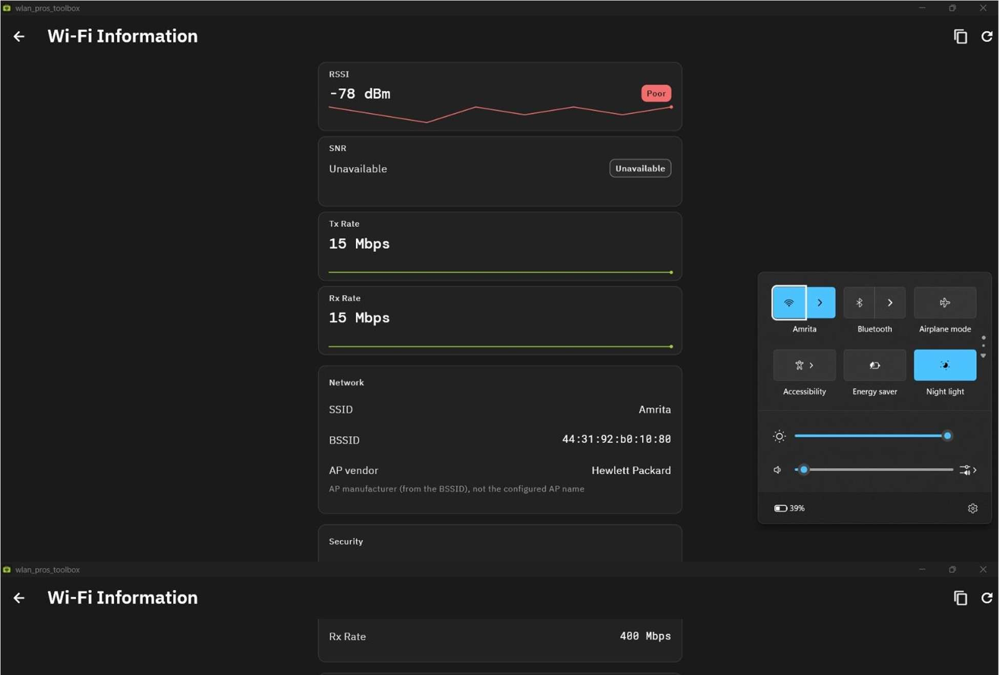 wlan_pros_toolbox
Wi-Fi Information
RSSI
-78 dBm
Poor
SNR
Unavailable
Unavailable
Tx Rate
15 Mbps
Rx Rate
15 Mbps
Network
SSID Amrita
BSSID 44:31:92:b0:10:80
AP vendor Hewlett Packard
AP manufacturer (from the BSSID), not the configured AP name
Security
Amrita Bluetooth Airplane mode
Accessibility Energy saver Night light
39%
wlan_pros_toolbox
Wi-Fi Information
Rx Rate 400 Mbps